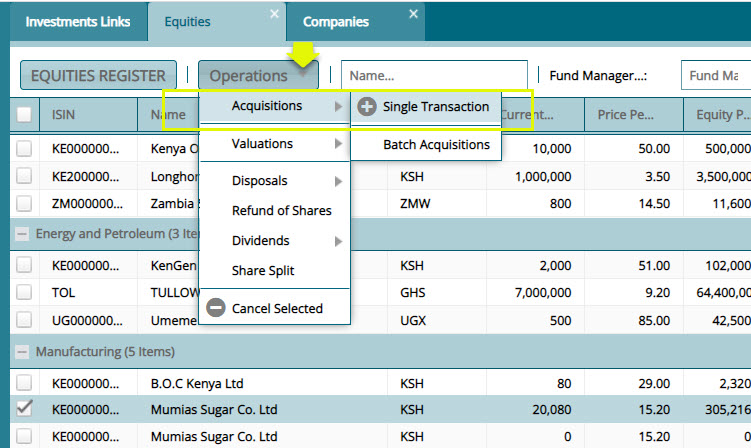 Investments Links Equities Companies
EQUITIES REGISTER Operations Name... Fund Manager...: Fund Ma
ISIN Name Current... Price Pe... Equity P...
Acquisitions Single Transaction
KE000000... Kenya O 10,000 50.00 500,000
Valuations Batch Acquisitions
KE200000... Longhor KSH 1,000,000 3.50 3,500,000
Disposals
ZM000000... Zambia ZMW 800 14.50 11,600
Refund of Shares
Energy and Petroleum (3 Ite
Dividends
KE000000... KenGen KSH 2,000 51.00 102,000
Share Split
TOL TULLOW GHS 7,000,000 9.20 64,400,00
Cancel Selected
UG000000... Umeme UGX 500 85.00 42,500
Manufacturing (5 Items)
KE000000... B.O.C Kenya Ltd KSH 80 29.00 2,320
KE000000... Mumias Sugar Co. Ltd KSH 20,080 15.20 305,216
KE000000... Mumias Sugar Co. Ltd KSH 0 15.20 0